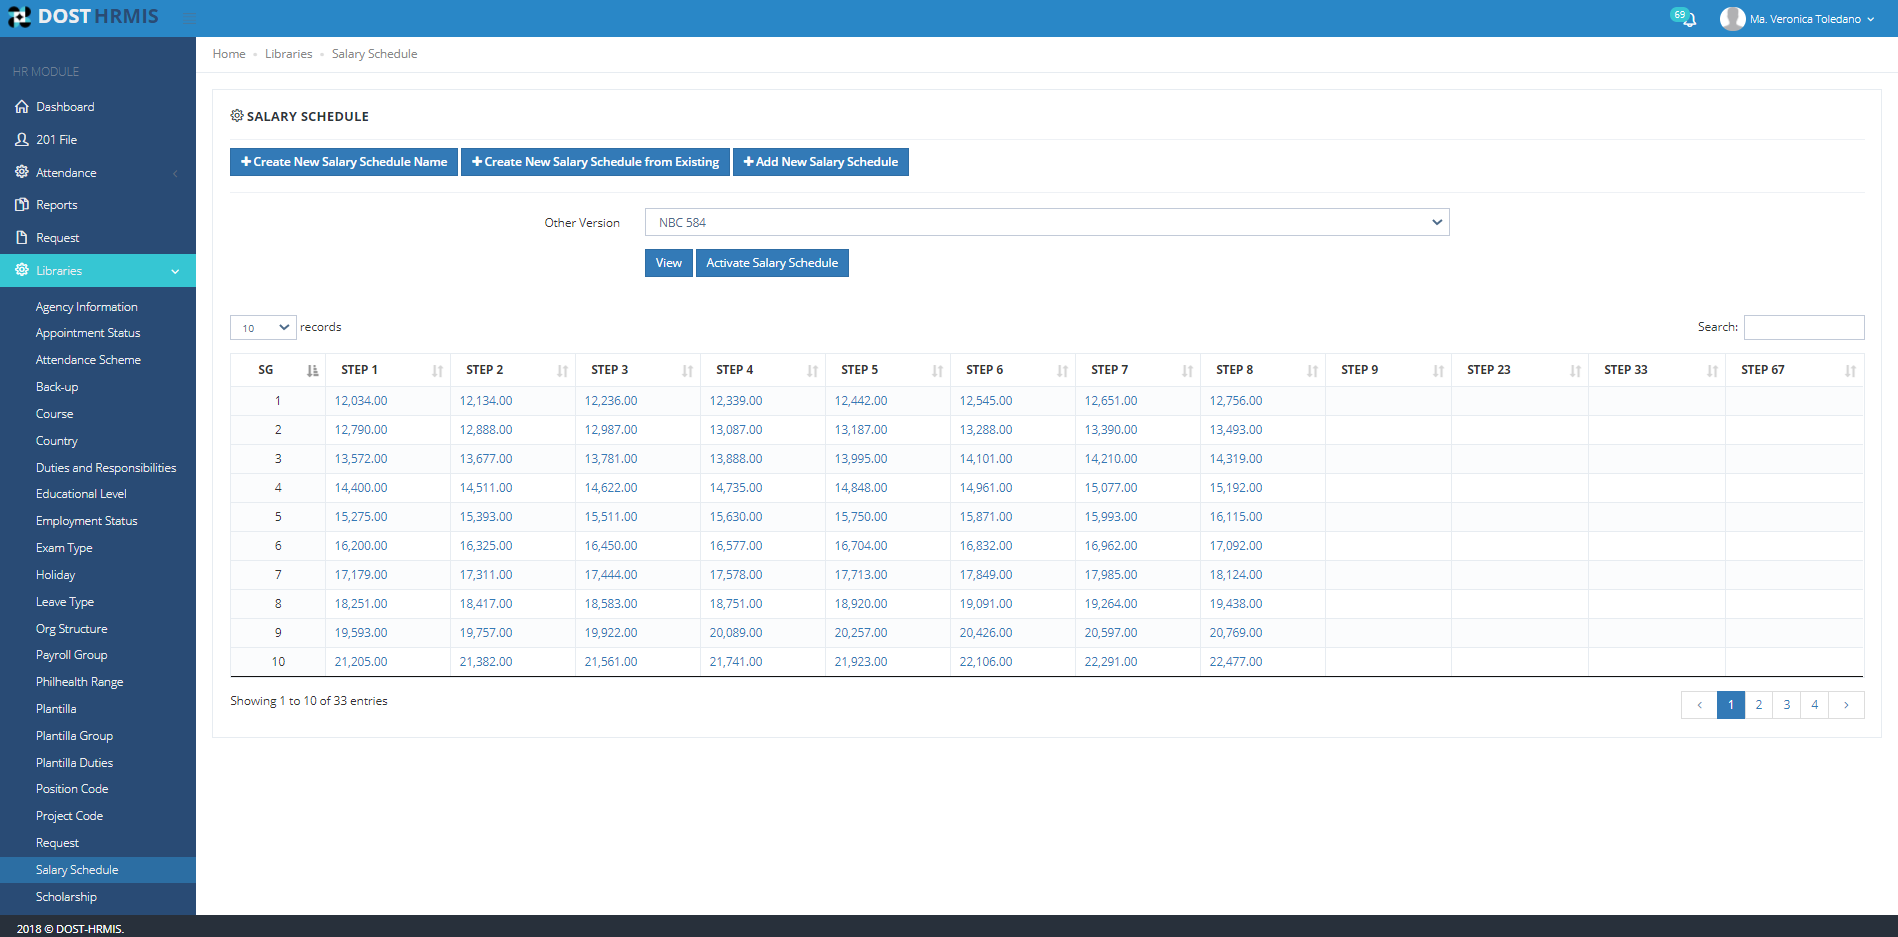 DOST HRMIS
69
Ma. Veronica Toledano
HR MODULE
Dashboard
201 File
Attendance
Reports
Request
Libraries
Agency Information
Appointment Status
Attendance Scheme
Back-up
Course
Country
Duties and Responsibilities
Educational Level
Employment Status
Exam Type
Holiday
Leave Type
Org Structure
Payroll Group
Philhealth Range
Plantilla
Plantilla Group
Plantilla Duties
Position Code
Project Code
Request
Salary Schedule
Scholarship
Home Libraries Salary Schedule
SALARY SCHEDULE
+ Create New Salary Schedule Name + Create New Salary Schedule from Existing + Add New Salary Schedule
Other Version NBC 584
View Activate Salary Schedule
10 records Search:
SG STEP 1 STEP 2 STEP 3 STEP 4 STEP 5 STEP 6 STEP 7 STEP 8 STEP 9 STEP 23 STEP 33 STEP 67
1 12,034.00 12,134.00 12,236.00 12,339.00 12,442.00 12,545.00 12,651.00 12,756.00
2 12,790.00 12,888.00 12,987.00 13,087.00 13,187.00 13,288.00 13,390.00 13,493.00
3 13,572.00 13,677.00 13,781.00 13,888.00 13,995.00 14,101.00 14,210.00 14,319.00
4 14,400.00 14,511.00 14,622.00 14,735.00 14,848.00 14,961.00 15,077.00 15,192.00
5 15,275.00 15,393.00 15,511.00 15,630.00 15,750.00 15,871.00 15,993.00 16,115.00
6 16,200.00 16,325.00 16,450.00 16,577.00 16,704.00 16,832.00 16,962.00 17,092.00
7 17,179.00 17,311.00 17,444.00 17,578.00 17,713.00 17,849.00 17,985.00 18,124.00
8 18,251.00 18,417.00 18,583.00 18,751.00 18,920.00 19,091.00 19,264.00 19,438.00
9 19,593.00 19,757.00 19,922.00 20,089.00 20,257.00 20,426.00 20,597.00 20,769.00
10 21,205.00 21,382.00 21,561.00 21,741.00 21,923.00 22,106.00 22,291.00 22,477.00
Showing 1 to 10 of 33 entries
< 1 2 3 4 >
2018 © DOST-HRMIS.